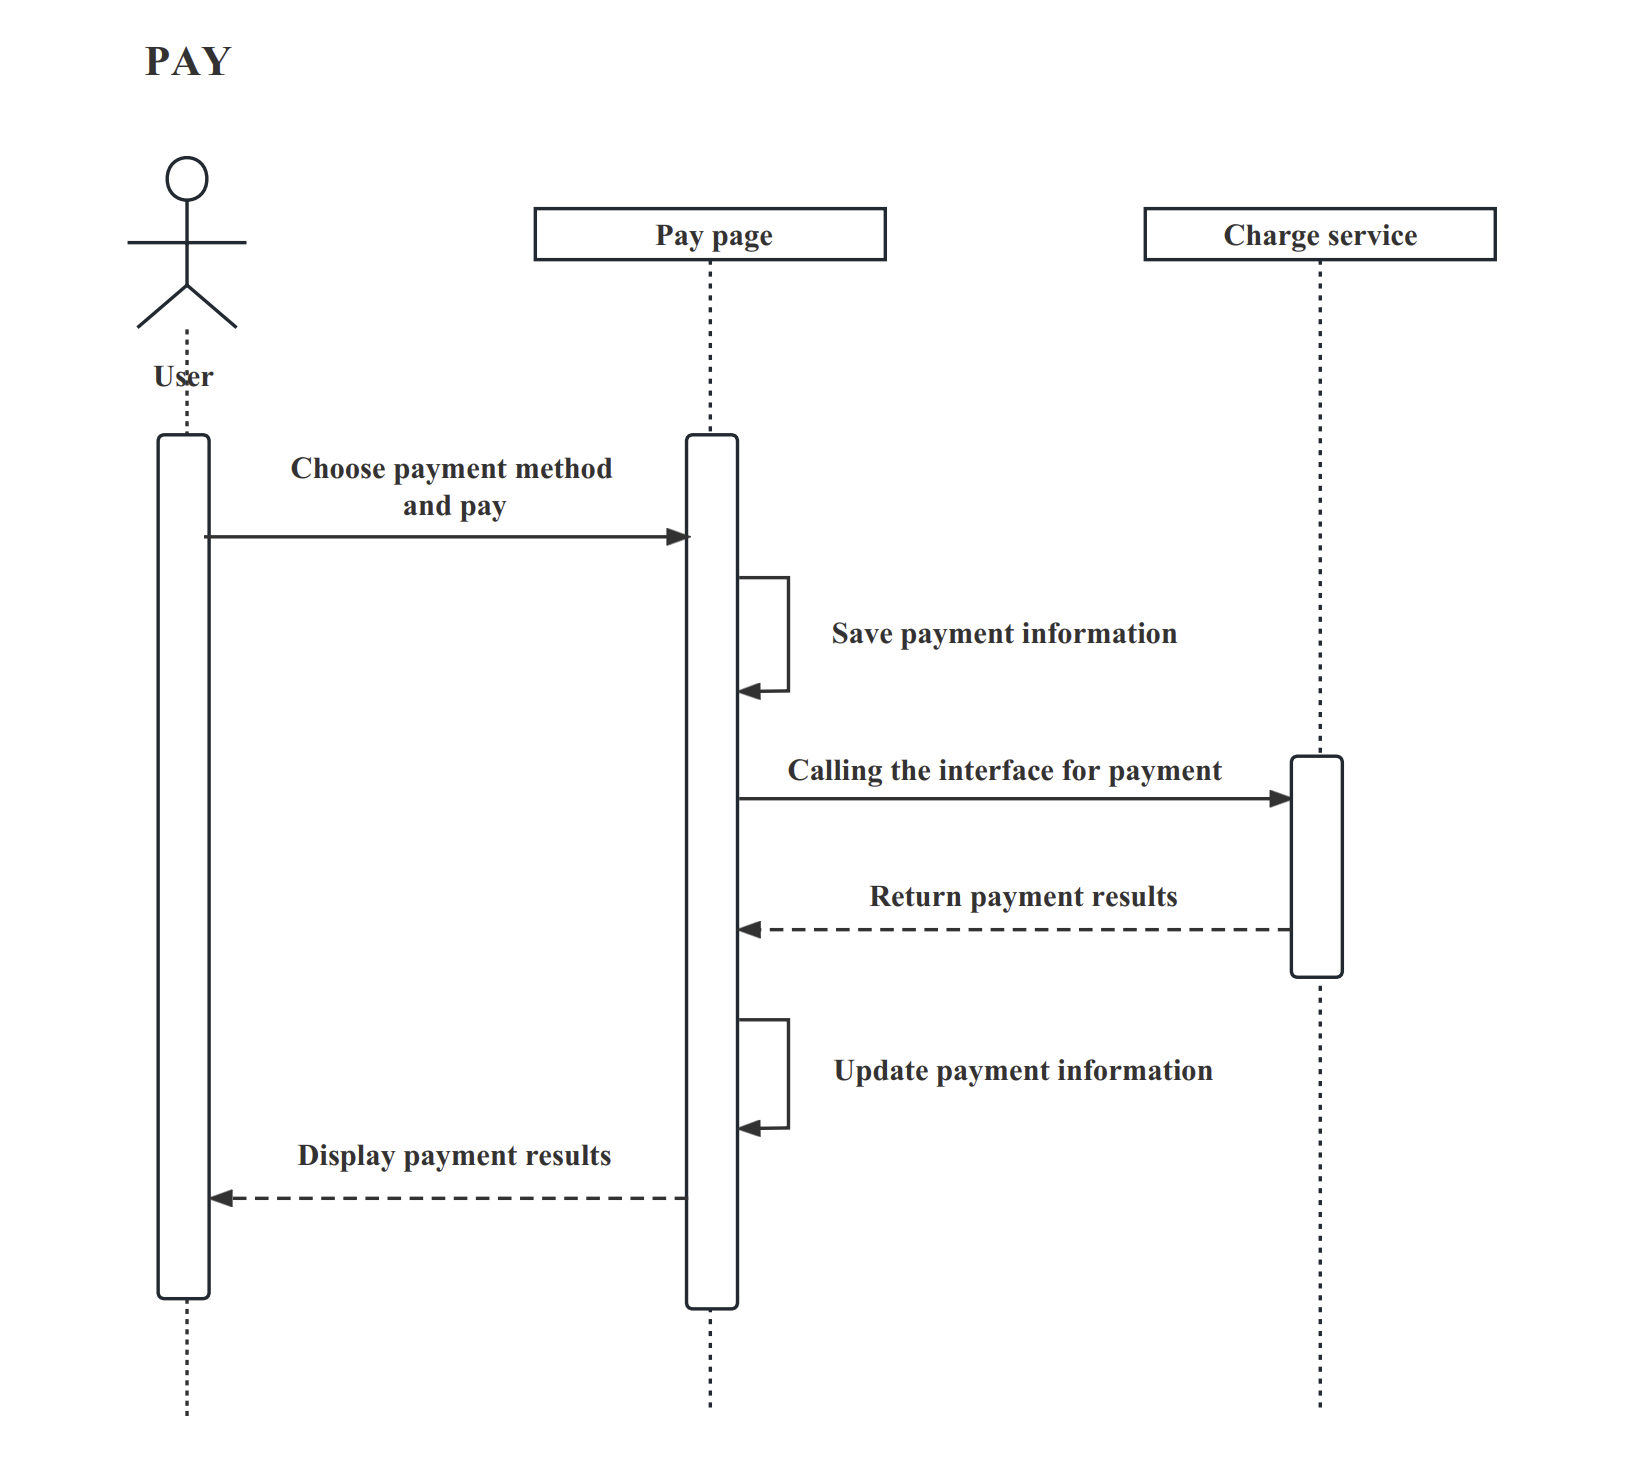 PAY
Pay page
Charge service
User
Choose payment method
and pay
Save payment information
Calling the interface for payment
Return payment results
Update payment information
Display payment results